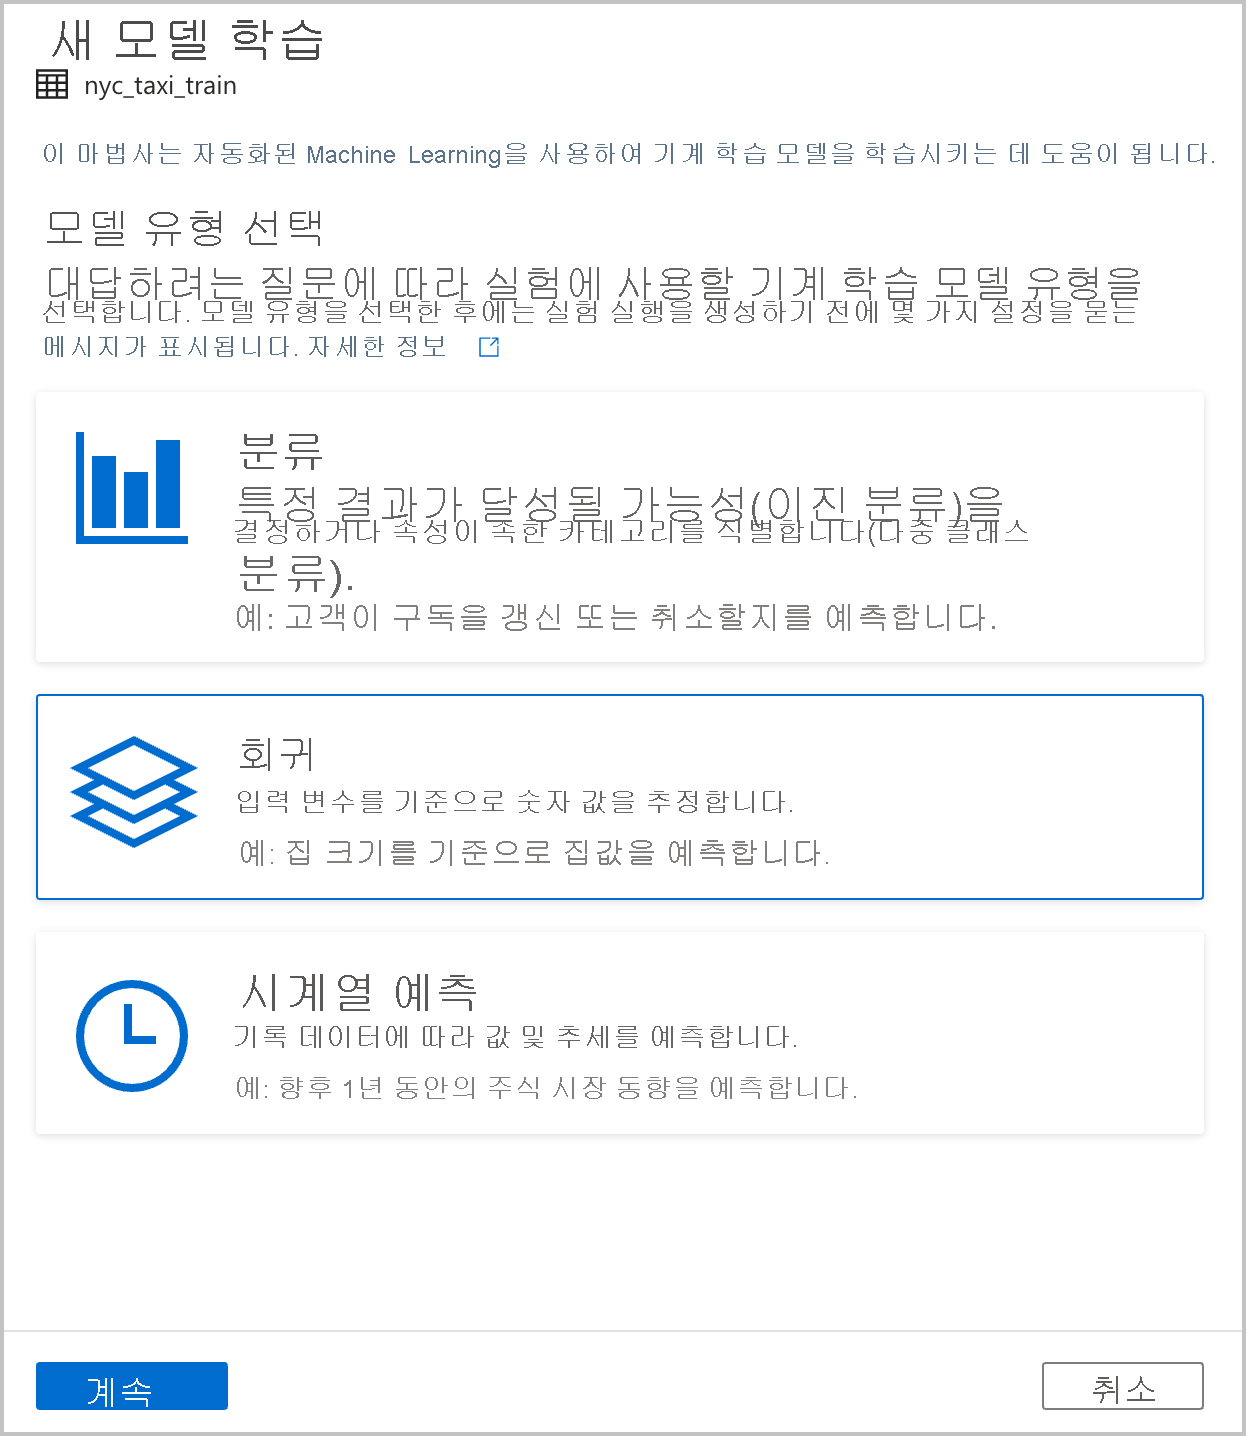 새 모델 학습
nyc_taxi_train
이 마법사는 자동화된 Machine Learning을 사용하여 기계 학습 모델을 학습시키는 데 도움이 됩니다.
모델 유형 선택
대답하려는 질문에 따라 실험에 사용할 기계 학습 모델 유형을
선택합니다. 모델 유형을 선택한 후에는 실험 실행을 생성하기 전에 몇 가지 설정을 묻는
메시지가 표시됩니다. 자세한 정보
분류
특정 결과가 달성될 가능성(이진 분류)을
결정하거나 속성이 속한 카테고리를 식별합니다(다중 클래스
분류).
예: 고객이 구독을 갱신 또는 취소할지를 예측합니다.
회귀
입력 변수를 기준으로 숫자 값을 추정합니다.
예: 집 크기를 기준으로 집값을 예측합니다.
시계열 예측
기록 데이터에 따라 값 및 추세를 예측합니다.
예: 향후 1년 동안의 주식 시장 동향을 예측합니다.
계속
취소